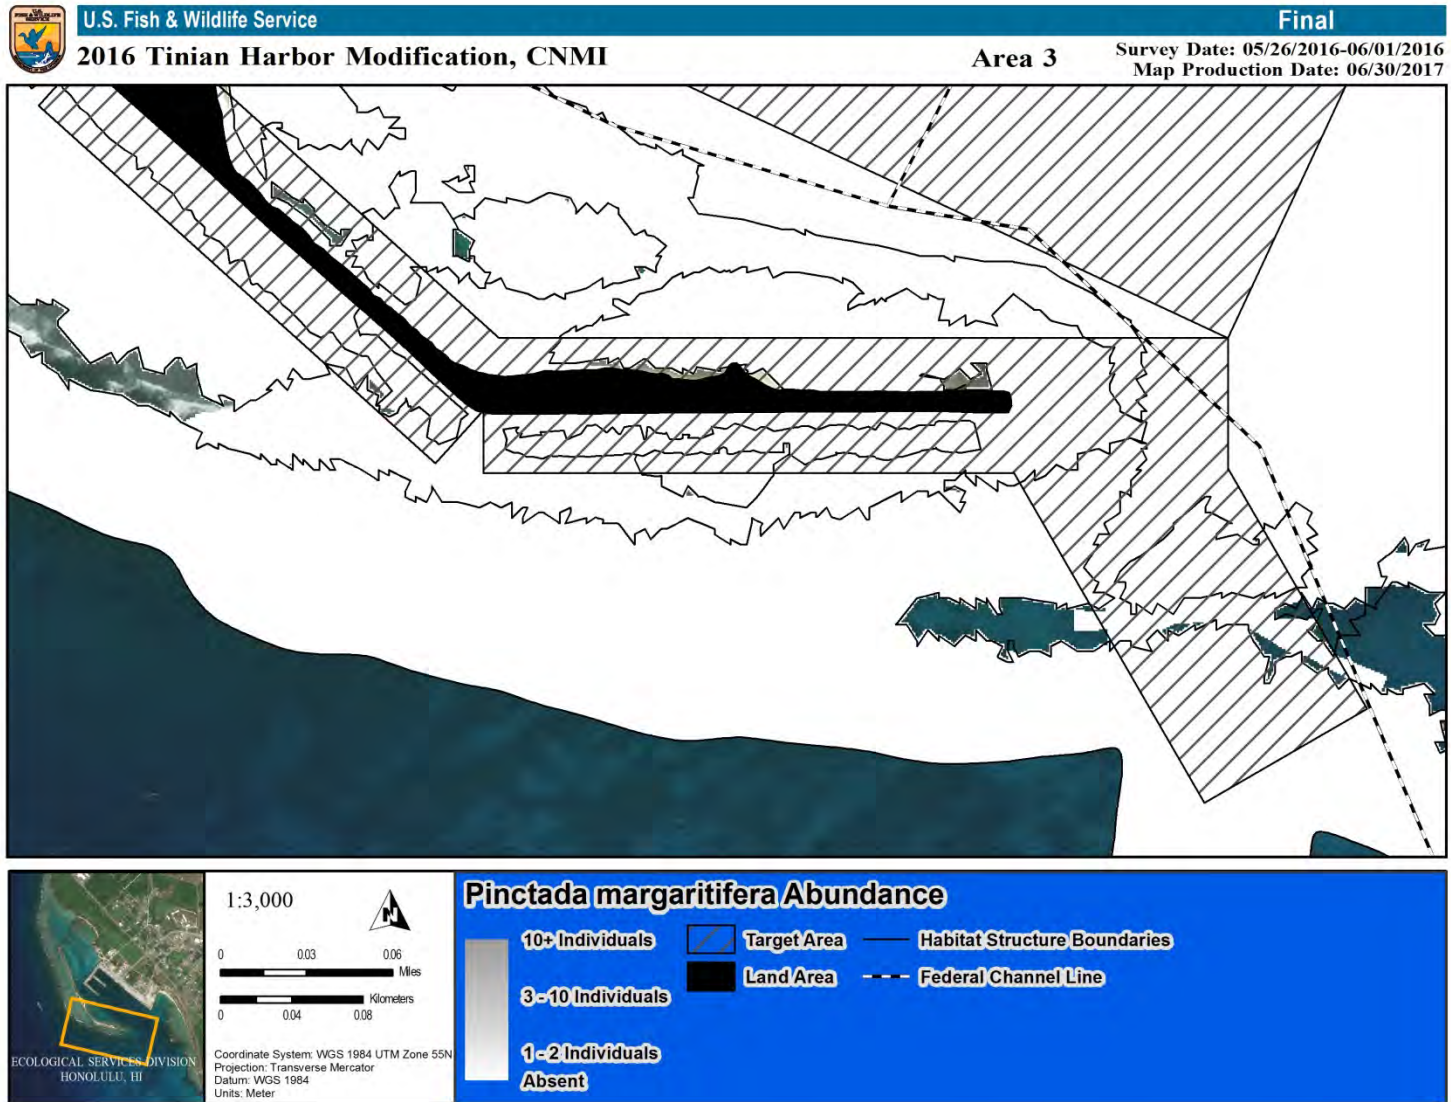 U.S.
FISH & WILDLIFE
SERVICE
U.S. Fish & Wildlife Service
Final
2016 Tinian Harbor Modification, CNMI
Area 3
Survey Date: 05/26/2016-06/01/2016
Map Production Date: 06/30/2017
ECOLOGICAL SERVICES DIVISION
HONOLULU, HI
1:3,000
N
0 0.03 0.06
Miles
Kilometers
0 0.04 0.08
Coordinate System: WGS 1984 UTM Zone 55N
Projection: Transverse Mercator
Datum: WGS 1984
Units: Meter
Pinctada margaritifera Abundance
10+ Individuals
3 - 10 Individuals
1 - 2 Individuals
Absent
Target Area
Land Area
Habitat Structure Boundaries
Federal Channel Line